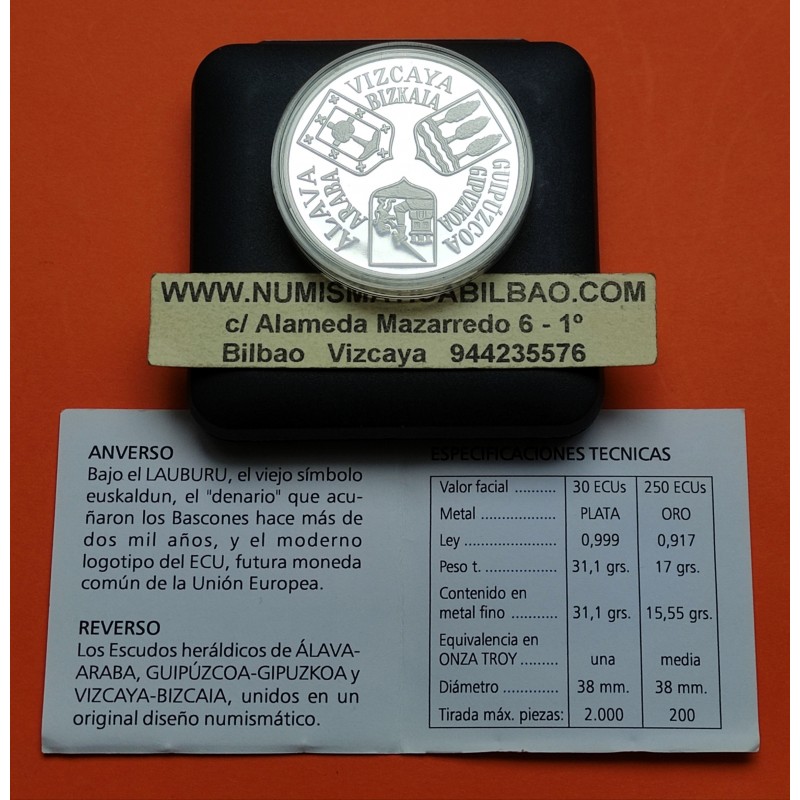 VIZCAYA
BIZKAIA
ÁLAVA
ARABA
GUIPÚZCOA
GIPUZKOA
WWW.NUMISMATICABILBAO.COM
c/ Alameda Mazarredo 6 - 1º
Bilbao Vizcaya 944235576
ANVERSO
Bajo el LAUBURU, el viejo símbolo
euskaldun, el "denario" que acu-
ñaron los Bascones hace más de
dos mil años, y el moderno
logotipo del ECU, futura moneda
común de la Unión Europea.
REVERSO
Los Escudos heráldicos de ÁLAVA-
ARABA, GUIPÚZCOA-GIPUZKOA y
VIZCAYA-BIZCAIA, unidos en un
original diseño numismático.
ESPECIFICACIONES TECNICAS
Valor facial .......... 30 ECUs 250 ECUs
Metal .................. PLATA ORO
Ley ...................... 0,999 0,917
Peso t. ................. 31,1 grs. 17 grs.
Contenido en
metal fino ........... 31,1 grs. 15,55 grs.
Equivalencia en
ONZA TROY ....... una media
Diámetro ............. 38 mm. 38 mm.
Tirada máx. piezas: 2.000 200